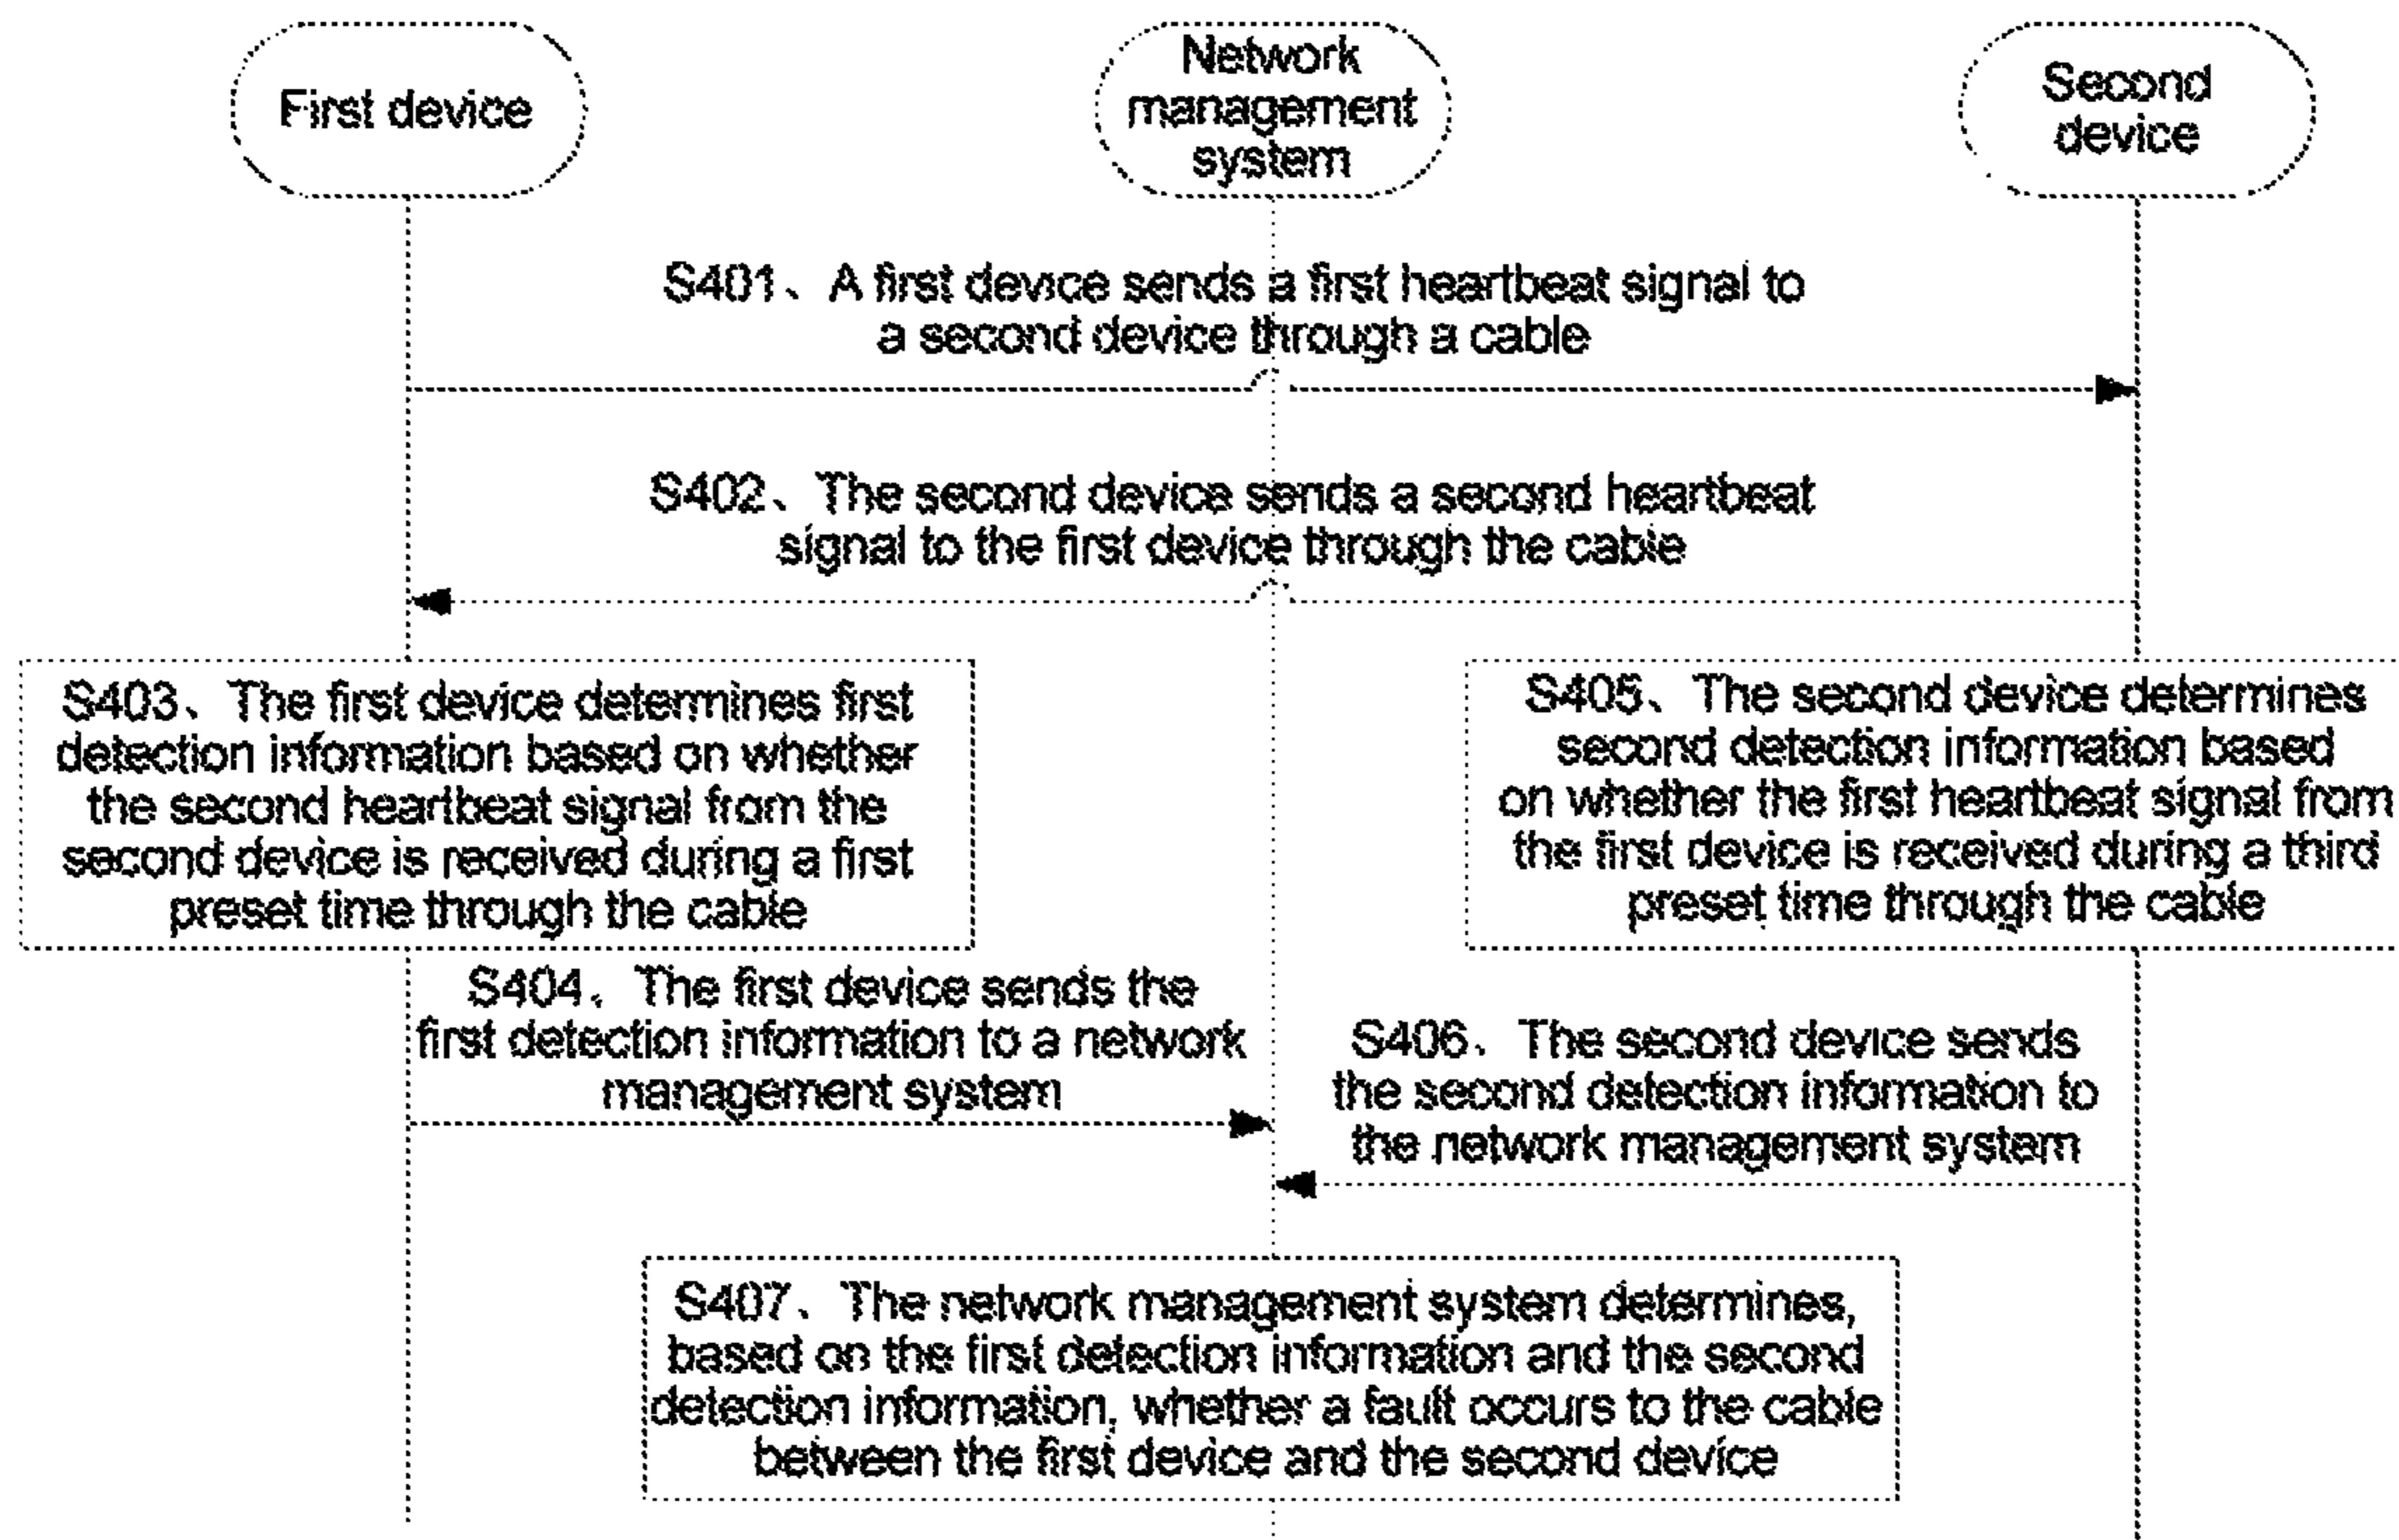 First device
Network
management
system
Second
device
S401、A first device sends a first heartbeat signal to
a second device through a cable
S402、The second device sends a second heartbeat
signal to the first device through the cable
S403、The first device determines first
detection information based on whether
the second heartbeat signal from the
second device is received during a first
preset time through the cable
S405、The second device determines
second detection information based
on whether the first heartbeat signal from
the first device is received during a third
preset time through the cable
S404、The first device sends the
first detection information to a network
management system
S406、The second device sends
the second detection information to
the network management system
S407、The network management system determines,
based on the first detection information and the second
detection information, whether a fault occurs to the cable
between the first device and the second device